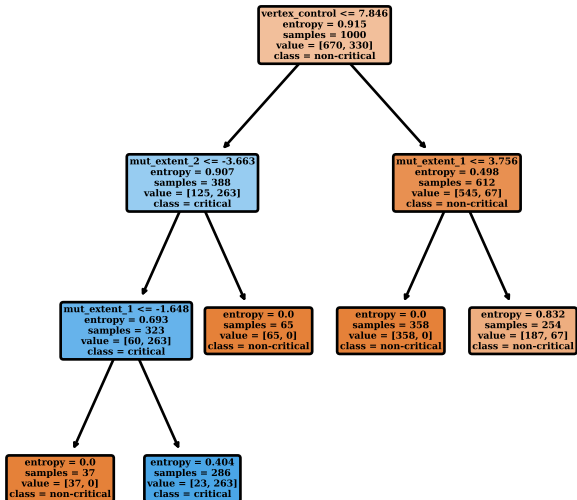 vertex_control <= 7.846
entropy = 0.915
samples = 1000
value = [670, 330]
class = non-critical
mut_extent_2 <= -3.663
entropy = 0.907
samples = 388
value = [125, 263]
class = critical
mut_extent_1 <= 3.756
entropy = 0.498
samples = 612
value = [545, 67]
class = non-critical
mut_extent_1 <= -1.648
entropy = 0.693
samples = 323
value = [60, 263]
class = critical
entropy = 0.0
samples = 65
value = [65, 0]
class = non-critical
entropy = 0.0
samples = 358
value = [358, 0]
class = non-critical
entropy = 0.832
samples = 254
value = [187, 67]
class = non-critical
entropy = 0.0
samples = 37
value = [37, 0]
class = non-critical
entropy = 0.404
samples = 286
value = [23, 263]
class = critical